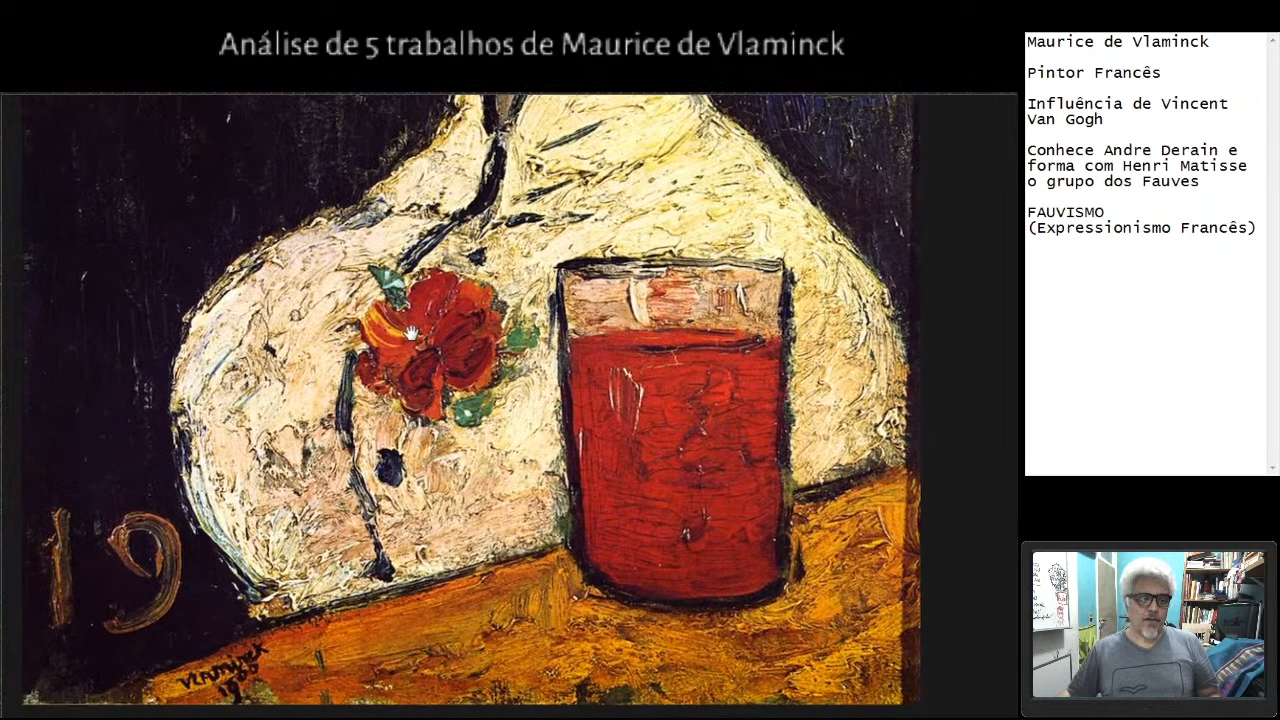 Análise de 5 trabalhos de Maurice de Vlaminck
Maurice de Vlaminck
Pintor Francês
Influência de Vincent
Van Gogh
Conhece Andre Derain e
forma com Henri Matisse
o grupo dos Fauves
FAUVISMO
(Expressionismo Francês)
19
Vlaminck